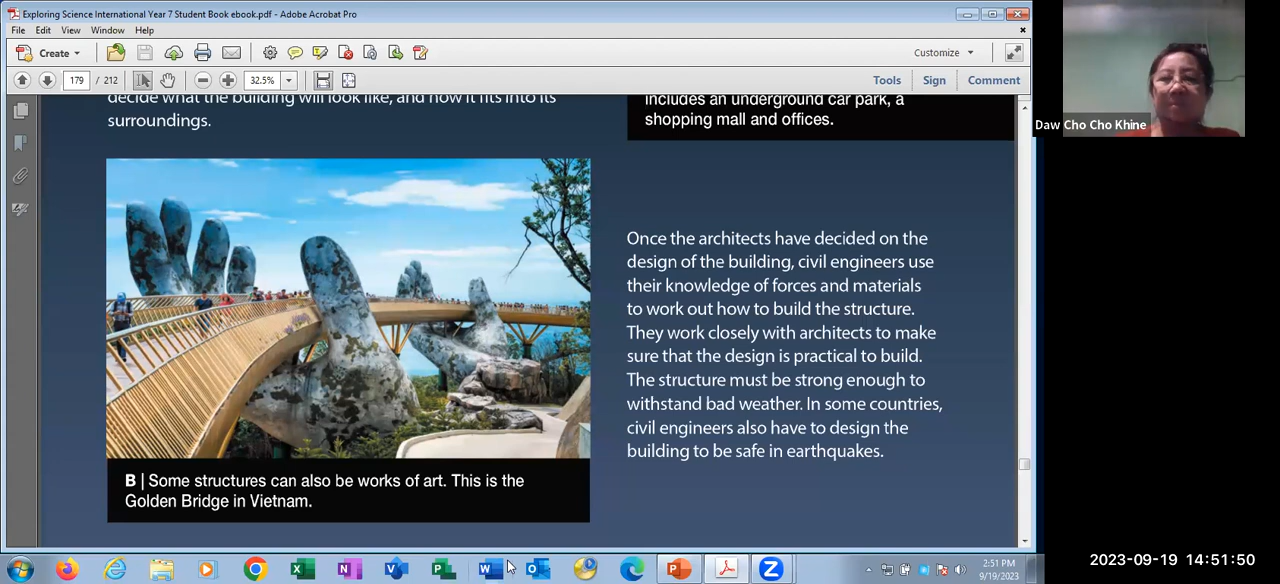 Exploring Science International Year 7 Student Book ebook.pdf - Adobe Acrobat Pro
File Edit View Window Help
Create
Customize
179 / 212
32.5%
Tools Sign Comment
decide what the building will look like, and how it fits into its
surroundings.
includes an underground car park, a
shopping mall and offices.
Once the architects have decided on the
design of the building, civil engineers use
their knowledge of forces and materials
to work out how to build the structure.
They work closely with architects to make
sure that the design is practical to build.
The structure must be strong enough to
withstand bad weather. In some countries,
civil engineers also have to design the
building to be safe in earthquakes.
B | Some structures can also be works of art. This is the
Golden Bridge in Vietnam.
Daw Cho Cho Khine
2:51 PM
9/19/2023
2023-09-19 14:51:50